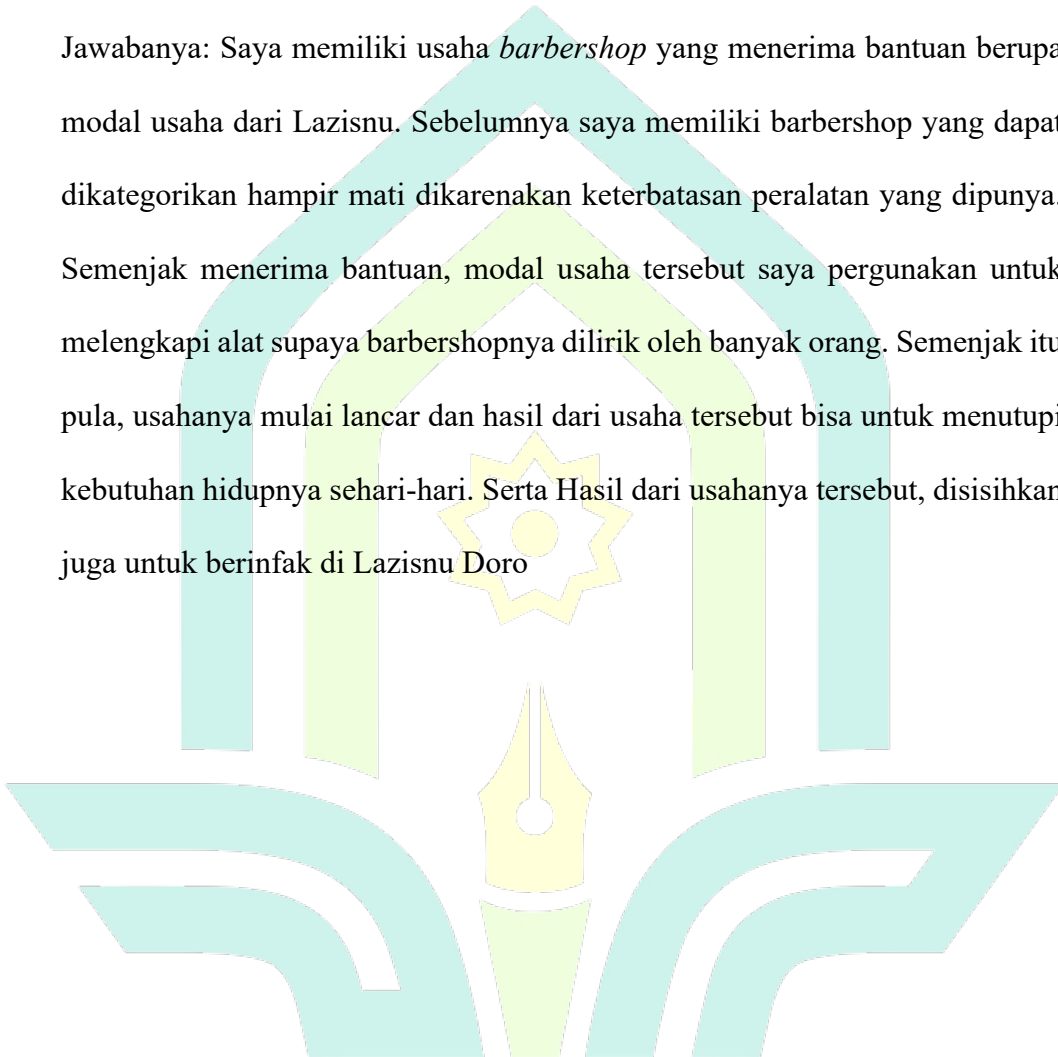 Jawabanya: Saya memiliki usaha barbershop yang menerima bantuan berupa
modal usaha dari Lazisnu. Sebelumnya saya memiliki barbershop yang dapat
dikategorikan hampir mati dikarenakan keterbatasan peralatan yang dipunya.
Semenjak menerima bantuan, modal usaha tersebut saya pergunakan untuk
melengkapi alat supaya barbershopnya dilirik oleh banyak orang. Semenjak itu
pula, usahanya mulai lancar dan hasil dari usaha tersebut bisa untuk menutupi
kebutuhan hidupnya sehari-hari. Serta Hasil dari usahanya tersebut, disisihkan
juga untuk berinfak di Lazisnu Doro